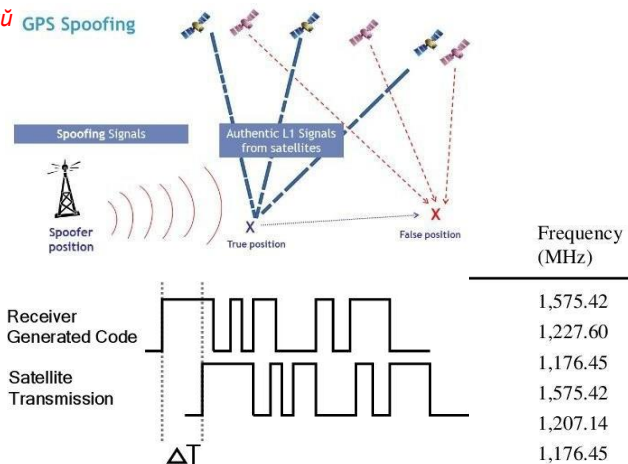 ŭ
GPS Spoofing
Spoofing Signals
Authentic L1 Signals
from satellites
Spoofer
position
X
True position
X
False position
Frequency
(MHz)
1,575.42
1,227.60
1,176.45
1,575.42
1,207.14
1,176.45
Receiver
Generated Code
Satellite
Transmission
ΔT